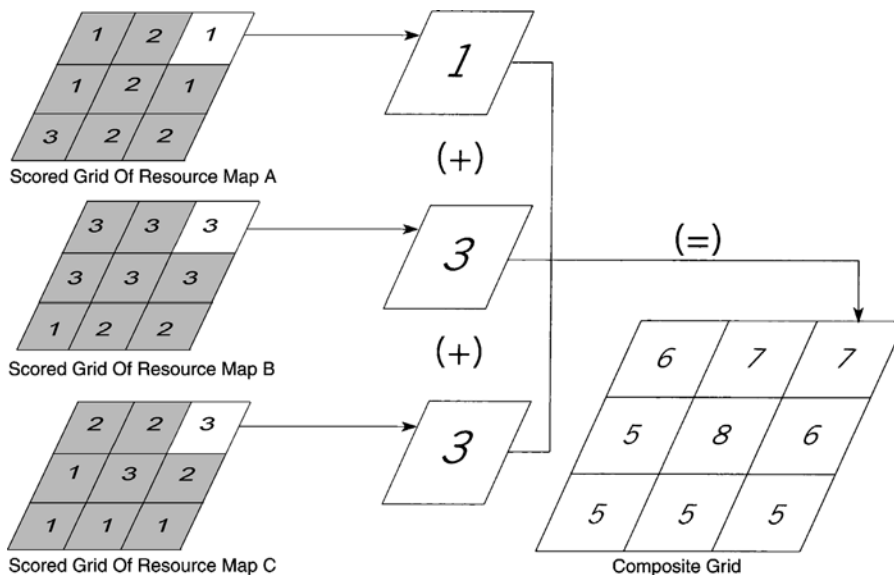 1 2 1
1 2 1
3 2 2
Scored Grid Of Resource Map A
1
(+)
3 3 3
3 3 3
1 2 2
Scored Grid Of Resource Map B
3
(=)
(+)
2 2 3
1 3 2
1 1 1
Scored Grid Of Resource Map C
3
6 7 7
5 8 6
5 5 5
Composite Grid